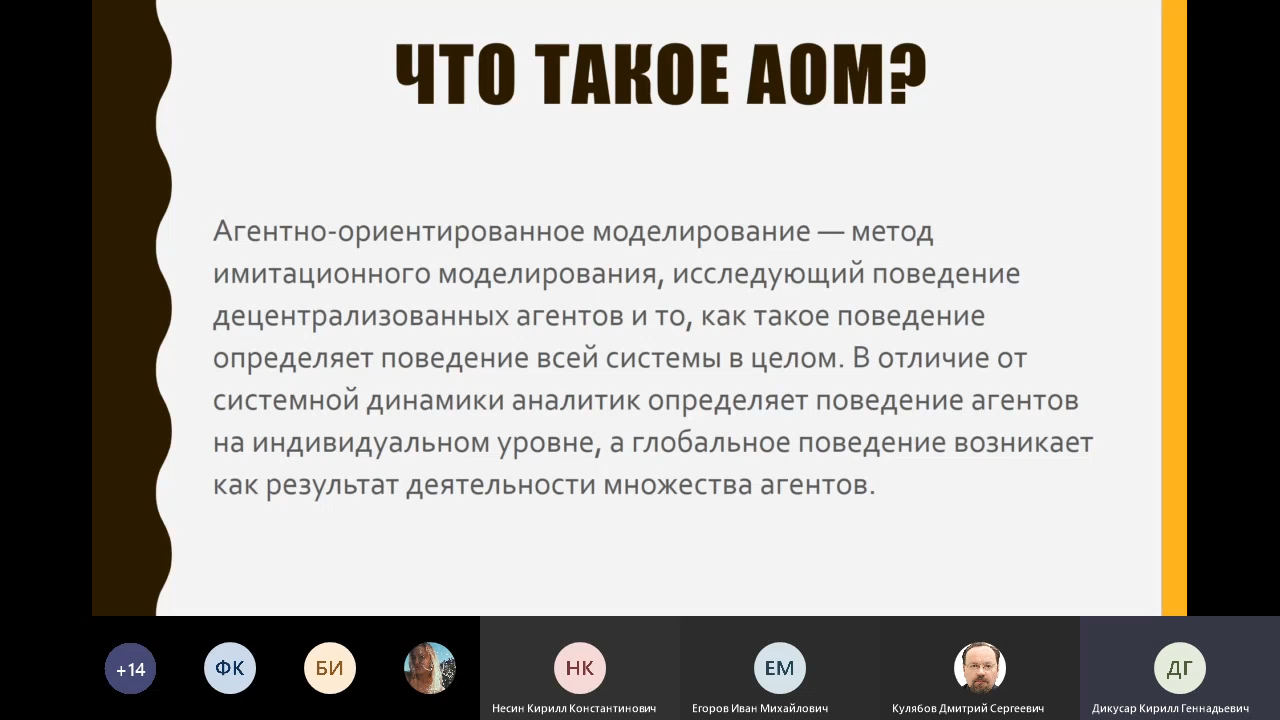 ЧТО ТАКОЕ АОМ?
Агентно-ориентированное моделирование — метод
имитационного моделирования, исследующий поведение
децентрализованных агентов и то, как такое поведение
определяет поведение всей системы в целом. В отличие от
системной динамики аналитик определяет поведение агентов
на индивидуальном уровне, а глобальное поведение возникает
как результат деятельности множества агентов.
+14
ФК
БИ
НК
ЕМ
ДГ
Несин Кирилл Константинович
Егоров Иван Михайлович
Кулябов Дмитрий Сергеевич
Дикусар Кирилл Геннадьевич